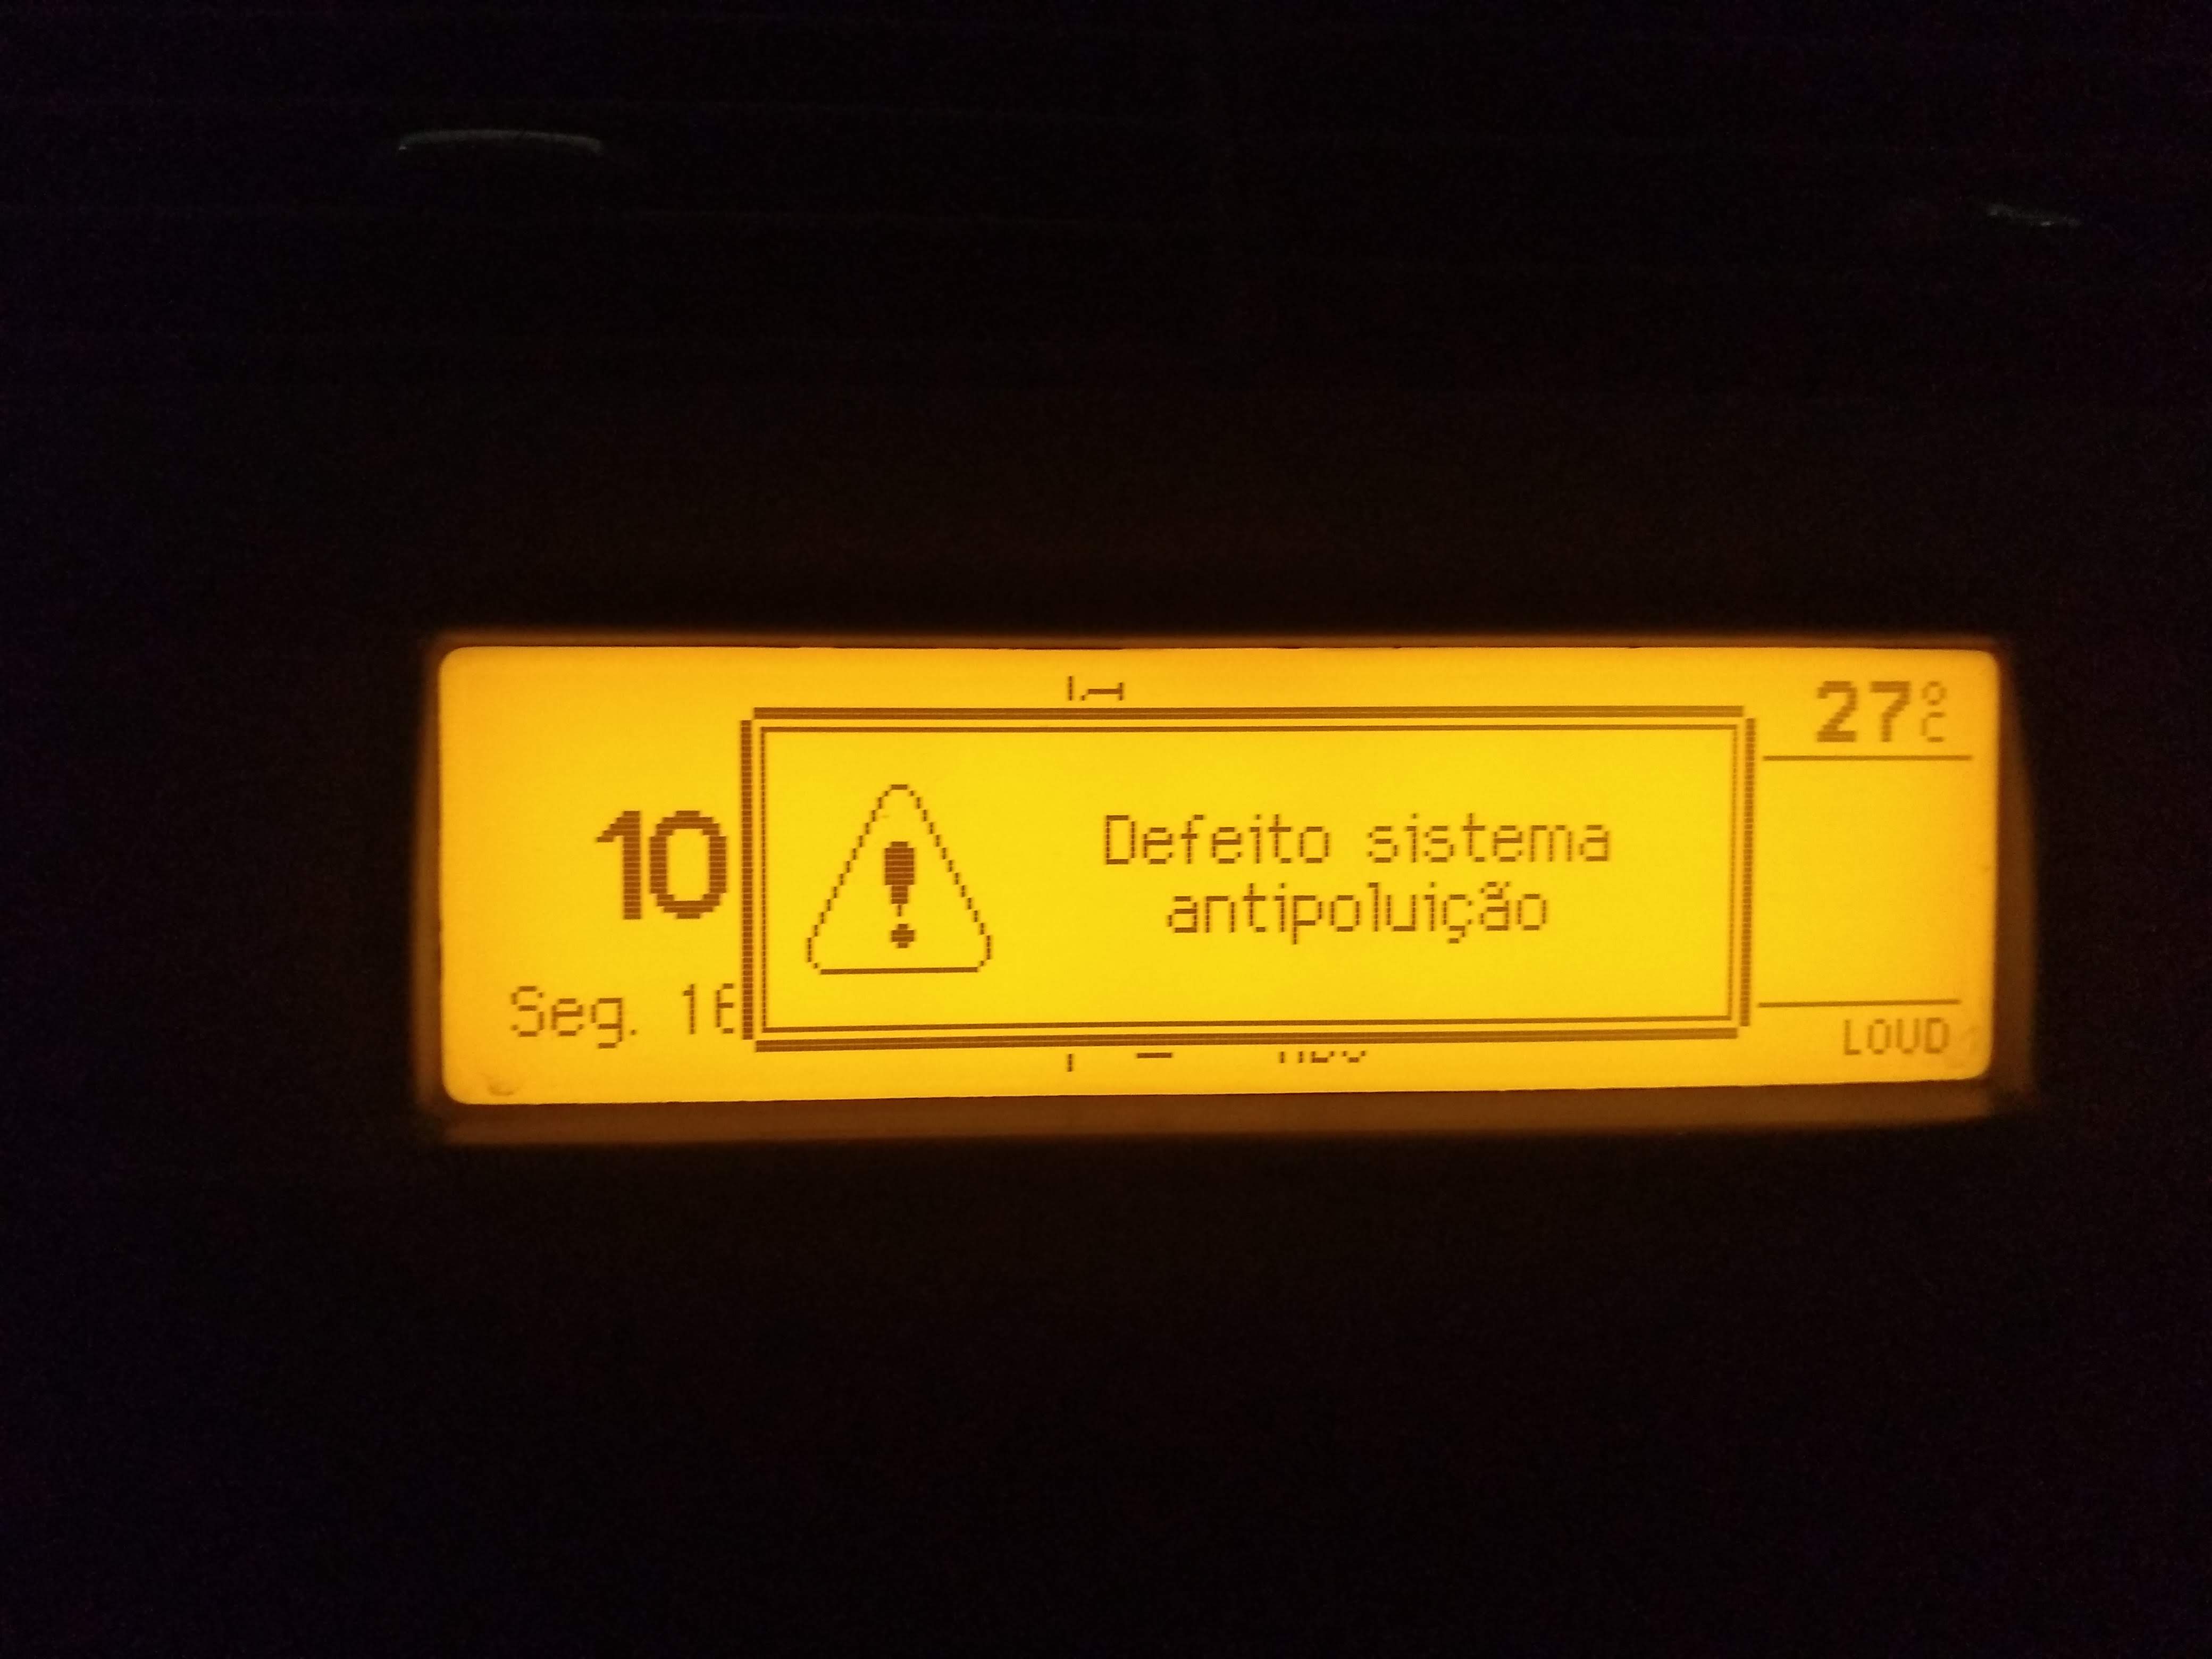 27°C
10
Defeito sistema
antipoluição
Seg. 16
LOUD